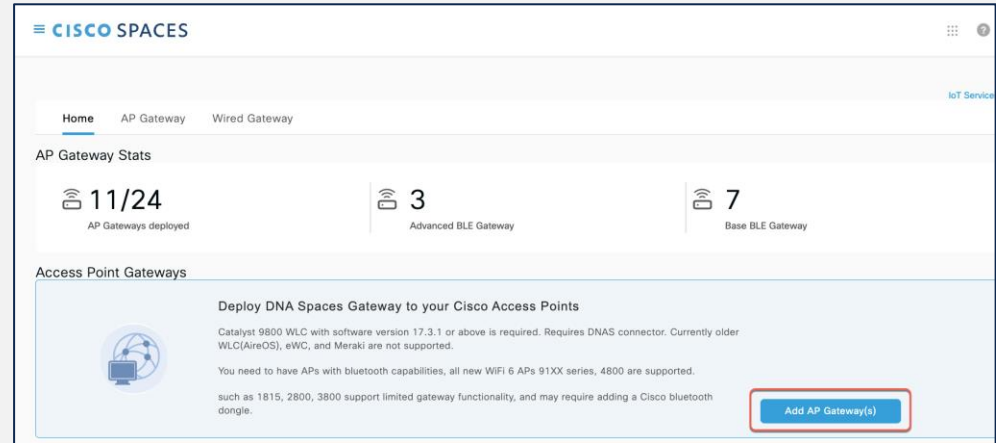 CISCO SPACES
IoT Service
Home AP Gateway Wired Gateway
AP Gateway Stats
11/24 3 7
AP Gateways deployed Advanced BLE Gateway Base BLE Gateway
Access Point Gateways
Deploy DNA Spaces Gateway to your Cisco Access Points
Catalyst 9800 WLC with software version 17.3.1 or above is required. Requires DNAS connector. Currently older
WLC(AireOS), eWC, and Meraki are not supported.
You need to have APs with bluetooth capabilities, all new WiFi 6 APs 91XX series, 4800 are supported.
such as 1815, 2800, 3800 support limited gateway functionality, and may require adding a Cisco bluetooth
dongle.
Add AP Gateway(s)